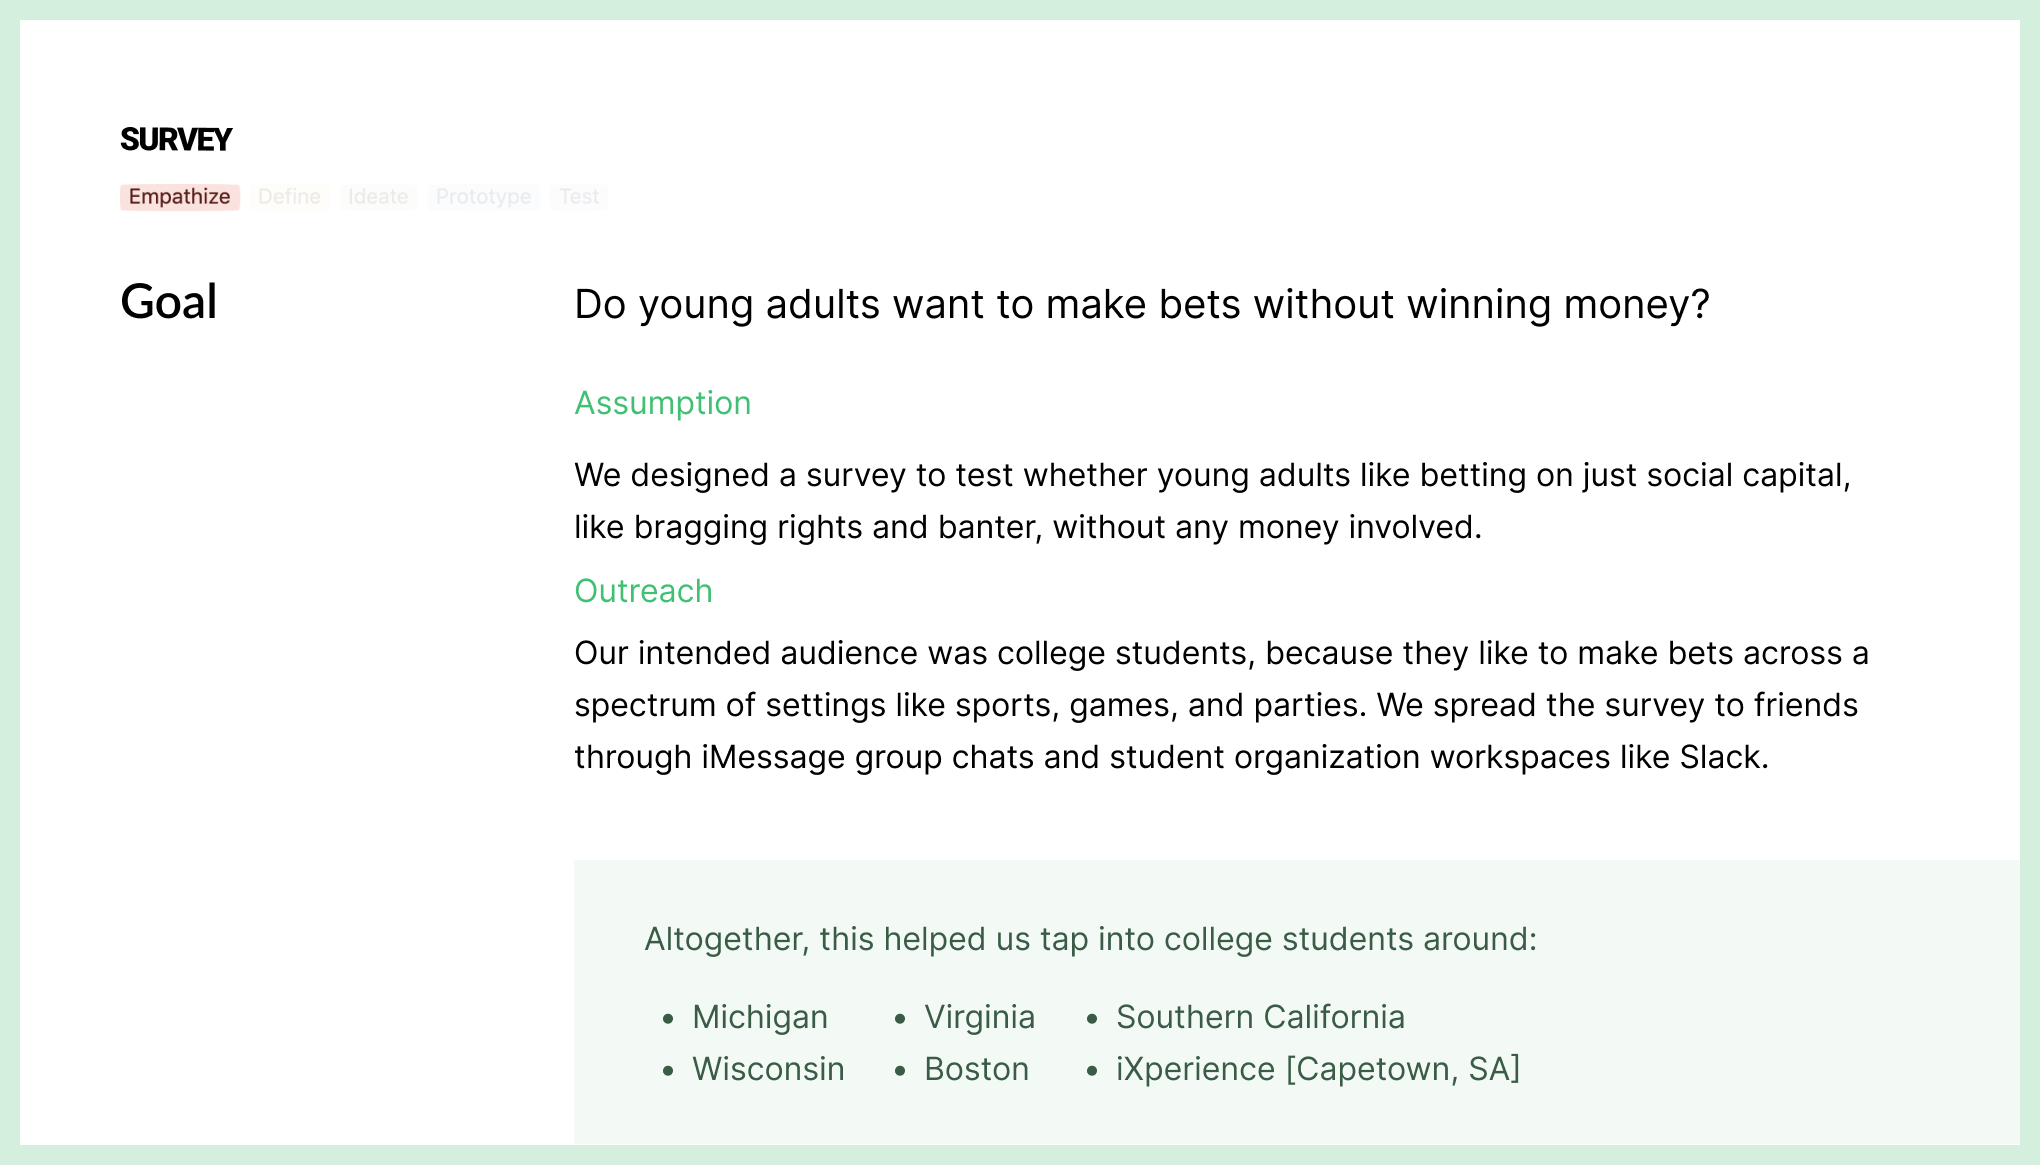 SURVEY
Empathize Define Ideate Prototype Test
Goal
Do young adults want to make bets without winning money?
Assumption
We designed a survey to test whether young adults like betting on just social capital,
like bragging rights and banter, without any money involved.
Outreach
Our intended audience was college students, because they like to make bets across a
spectrum of settings like sports, games, and parties. We spread the survey to friends
through iMessage group chats and student organization workspaces like Slack.
Altogether, this helped us tap into college students around:
• Michigan • Virginia • Southern California
• Wisconsin • Boston • iXperience [Capetown, SA]